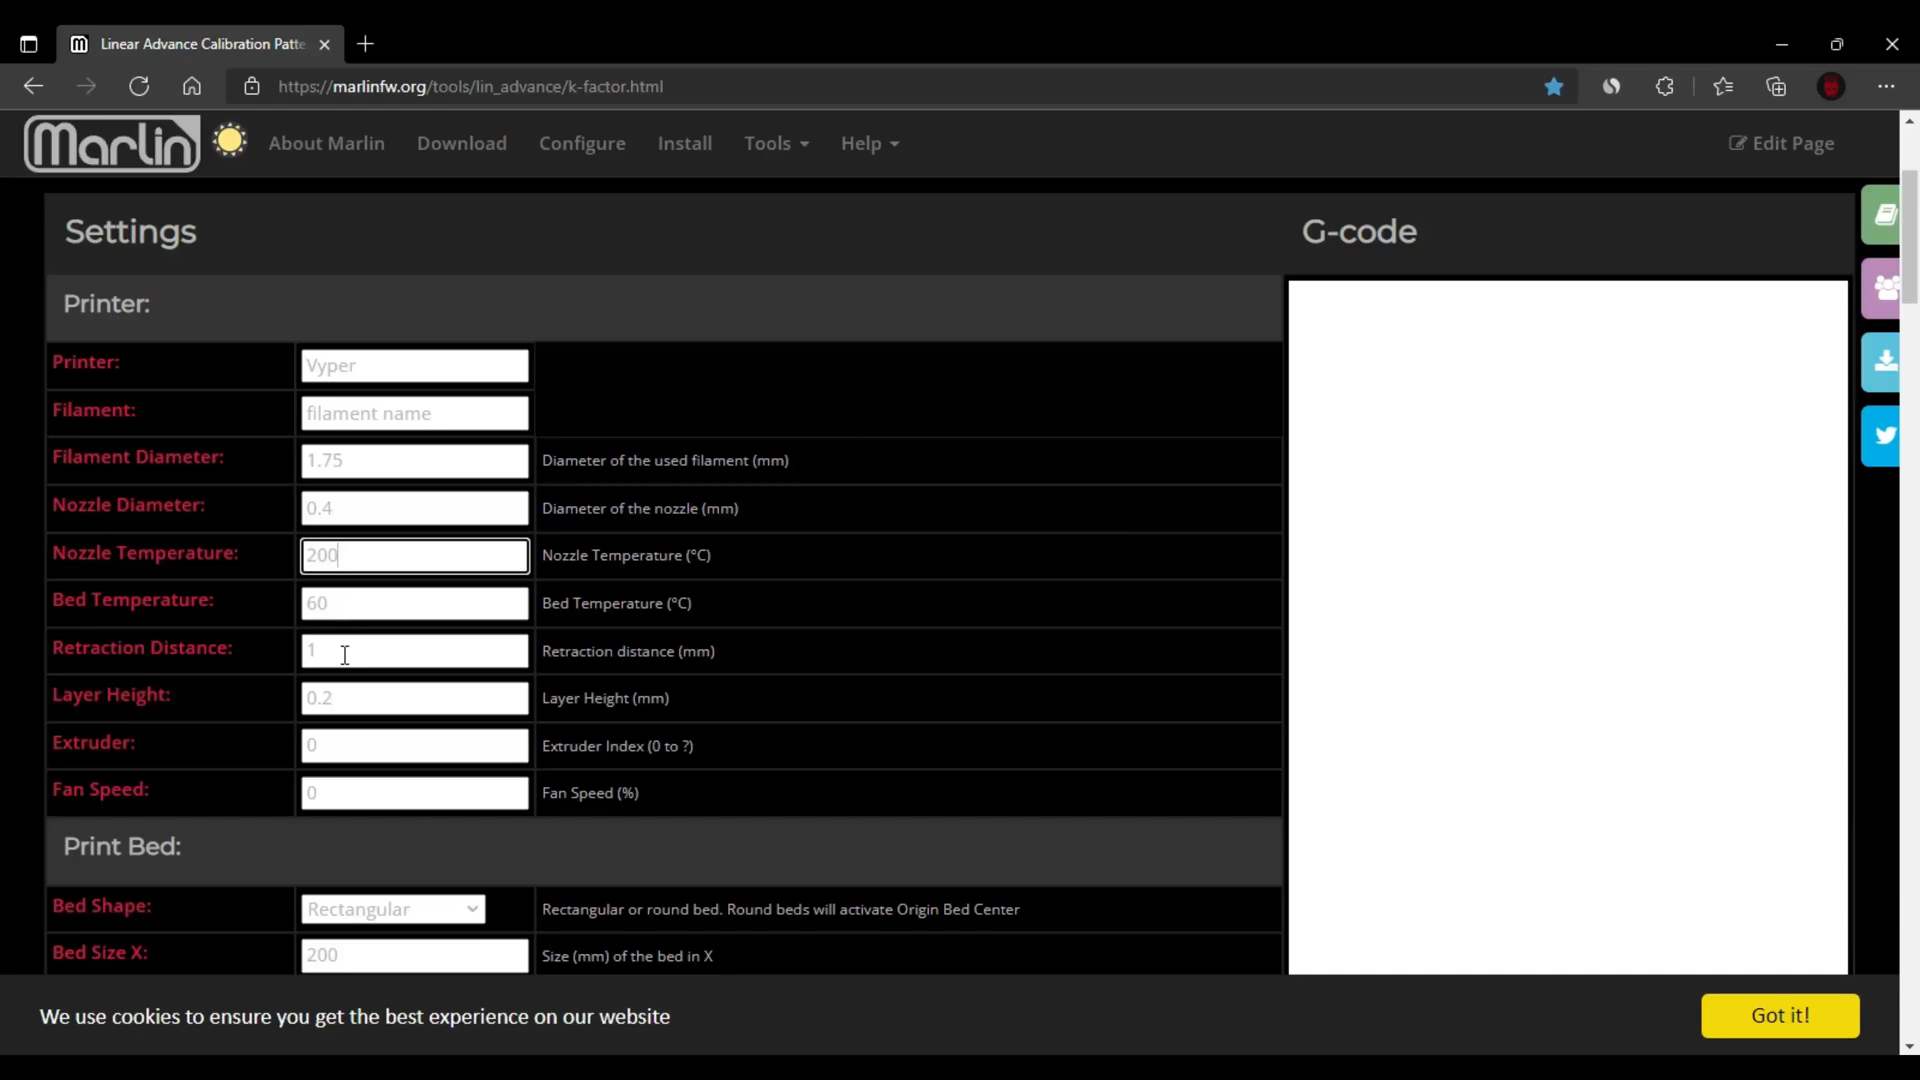 Linear Advance Calibration Patte
https://marlinfw.org/tools/lin_advance/k-factor.html
Marlin About Marlin Download Configure Install Tools Help Edit Page
Settings G-code
Printer:
Printer: Vyper
Filament: filament name
Filament Diameter: 1.75 Diameter of the used filament (mm)
Nozzle Diameter: 0.4 Diameter of the nozzle (mm)
Nozzle Temperature: 200 Nozzle Temperature (°C)
Bed Temperature: 60 Bed Temperature (°C)
Retraction Distance: 1 Retraction distance (mm)
Layer Height: 0.2 Layer Height (mm)
Extruder: 0 Extruder Index (0 to ?)
Fan Speed: 0 Fan Speed (%)
Print Bed:
Bed Shape: Rectangular Rectangular or round bed. Round beds will activate Origin Bed Center
Bed Size X: 200 Size (mm) of the bed in X
We use cookies to ensure you get the best experience on our website Got it!